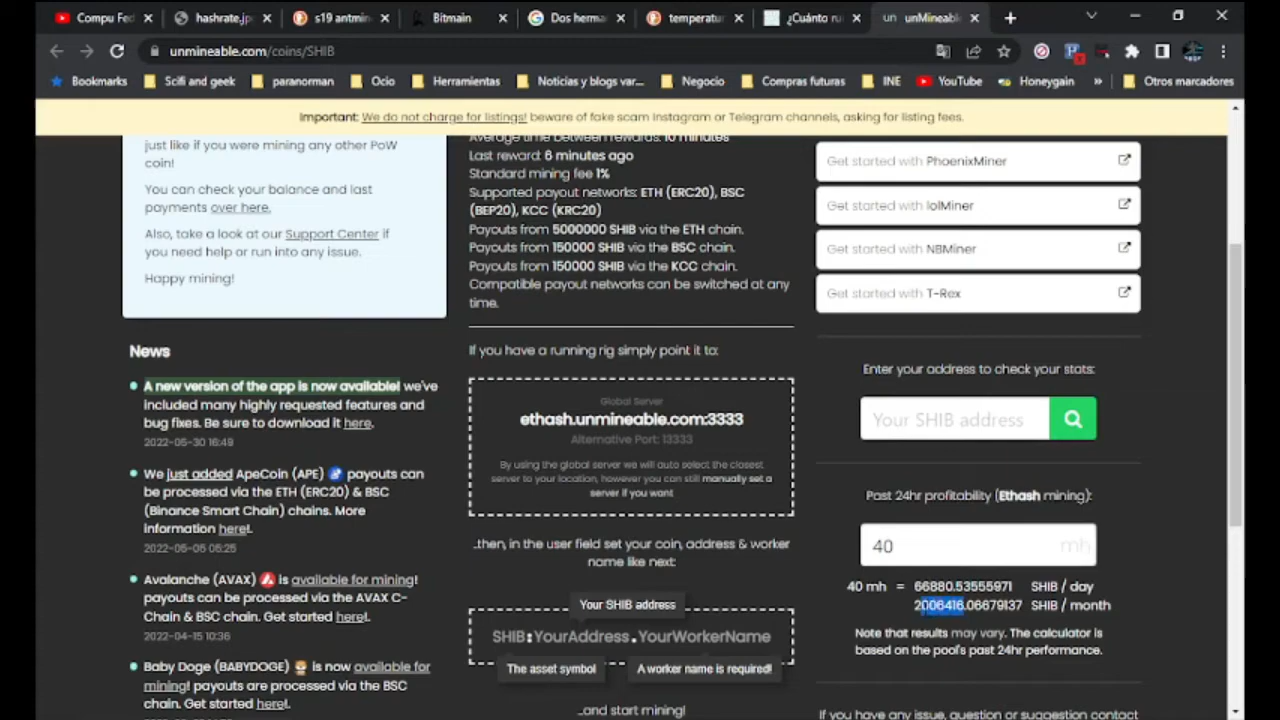 Compu Fed
hashrate.jp
s19 antmin
Bitmain
Dos herma
temperatur
¿Cuánto rui
un unMineable
unmineable.com/coins/SHIB
Bookmarks
Scifi and geek
paranorman
Ocio
Herramientas
Noticias y blogs var...
Negocio
Compras futuras
INE
YouTube
Honeygain
»
Otros marcadores
Important: We do not charge for listings! beware of fake scam Instagram or Telegram channels, asking for listing fees.
just like if you were mining any other PoW
coin!
You can check your balance and last
payments over here.
Also, take a look at our Support Center if
you need help or run into any issue.
Happy mining!
News
A new version of the app is now available! we've
included many highly requested features and
bug fixes. Be sure to download it here.
2022-05-30 16:49
We just added ApeCoin (APE) payouts can
be processed via the ETH (ERC20) & BSC
(Binance Smart Chain) chains. More
information here!.
2022-05-05 05:25
Avalanche (AVAX) is available for mining!
payouts can be processed via the AVAX C-
Chain & BSC chain. Get started here!.
2022-04-15 10:36
Baby Doge (BABYDOGE) is now available for
mining! payouts are processed via the BSC
chain. Get started here!.
Average time between rewards: 10 minutes
Last reward: 6 minutes ago
Standard mining fee 1%
Supported payout networks: ETH (ERC20), BSC
(BEP20), KCC (KRC20)
Payouts from 5000000 SHIB via the ETH chain.
Payouts from 150000 SHIB via the BSC chain.
Payouts from 150000 SHIB via the KCC chain.
Compatible payout networks can be switched at any
time.
If you have a running rig simply point it to:
Global Server
ethash.unmineable.com:3333
Alternative Port: 13333
By using the global server we will auto select the closest
server to your location, however you can still manually set a
server if you want
..then, in the user field set your coin, address & worker
name like next:
Your SHIB address
SHIB:YourAddress.YourWorkerName
The asset symbol
A worker name is required!
..and start mining!
Get started with PhoenixMiner
Get started with lolMiner
Get started with NBMiner
Get started with T-Rex
Enter your address to check your stats:
Your SHIB address
Past 24hr profitability (Ethash mining):
40 mh
40 mh = 66880.53555971 SHIB / day
2006416.06679137 SHIB / month
Note that results may vary. The calculator is
based on the pool's past 24hr performance.
If you have any issue, question or suggestion contact